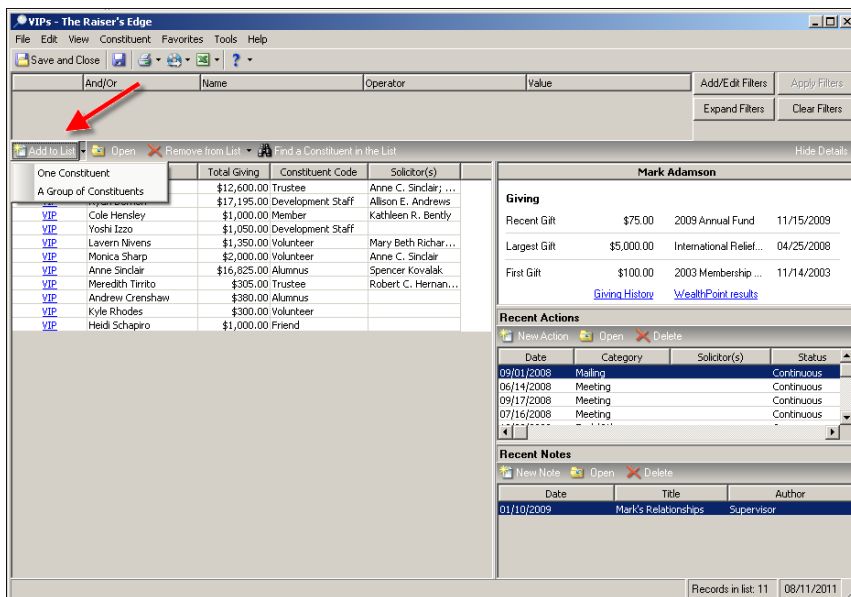 VIPs - The Raiser's Edge
File Edit View Constituent Favorites Tools Help
Save and Close
And/Or Name Operator Value
Add/Edit Filters Apply Filters
Expand Filters Clear Filters
Add to List Open Remove from List Find a Constituent in the List Hide Details
One Constituent
A Group of Constituents
Total Giving Constituent Code Solicitor(s)
$12,600.00 Trustee Anne C. Sinclair; ...
$17,195.00 Development Staff Allison E. Andrews
VIP Cole Hensley $1,000.00 Member Kathleen R. Bently
VIP Yoshi Izzo $1,050.00 Development Staff
VIP Lavern Nivens $1,350.00 Volunteer Mary Beth Richar...
VIP Monica Sharp $2,000.00 Volunteer Anne C. Sinclair
VIP Anne Sinclair $16,825.00 Alumnus Spencer Kovalak
VIP Meredith Tirrito $305.00 Trustee Robert C. Hernan...
VIP Andrew Crenshaw $380.00 Alumnus
VIP Kyle Rhodes $300.00 Volunteer
VIP Heidi Schapiro $1,000.00 Friend
Mark Adamson
Giving
Recent Gift $75.00 2009 Annual Fund 11/15/2009
Largest Gift $5,000.00 International Relief... 04/25/2008
First Gift $100.00 2003 Membership ... 11/14/2003
Giving History WealthPoint results
Recent Actions
New Action Open Delete
Date Category Solicitor(s) Status
09/01/2008 Mailing Continuous
06/14/2008 Meeting Continuous
09/17/2008 Meeting Continuous
07/16/2008 Meeting Continuous
Recent Notes
New Note Open Delete
Date Title Author
01/10/2009 Mark's Relationships Supervisor
Records in list: 11 08/11/2011